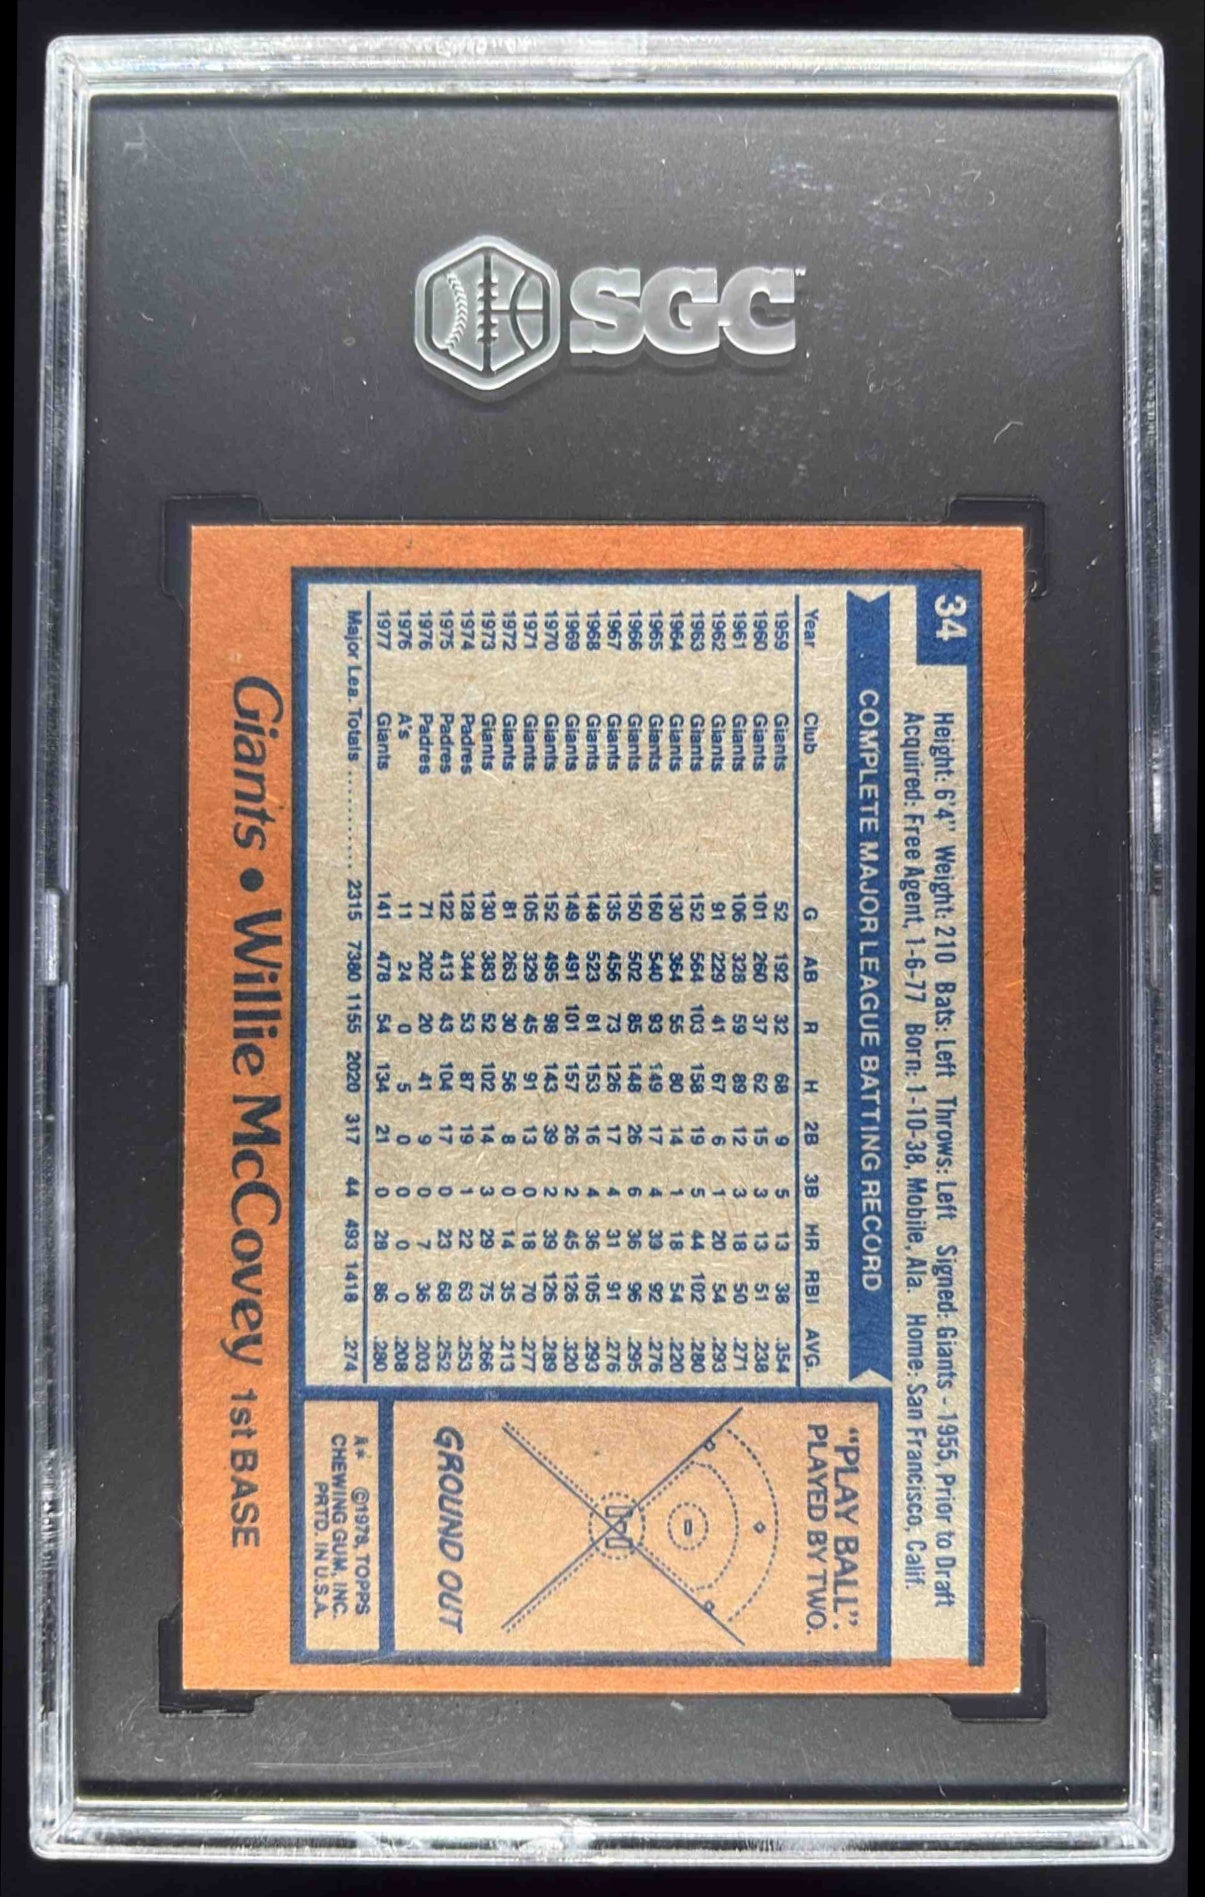 SGC
34
Height: 6'4" Weight: 210 Bats: Left Throws: Left Signed: Giants - 1955, Prior to Draft
Acquired: Free Agent, 1-6-77 Born: 1-10-38, Mobile, Ala. Home: San Francisco, Calif.
COMPLETE MAJOR LEAGUE BATTING RECORD
Year Club G AB R H 2B 3B HR RBI AVG.
1959 Giants 52 192 32 68 9 5 13 38 .354
1960 Giants 101 260 37 62 15 3 13 51 .238
1961 Giants 106 328 59 89 12 3 18 50 .271
1962 Giants 91 229 41 67 6 1 20 54 .293
1963 Giants 152 564 103 158 19 5 44 102 .280
1964 Giants 130 364 55 80 14 1 18 54 .220
1965 Giants 160 540 93 149 17 4 39 92 .276
1966 Giants 150 502 85 148 26 6 36 96 .295
1967 Giants 135 456 73 126 17 4 31 91 .276
1968 Giants 148 523 81 153 16 4 36 105 .293
1969 Giants 149 491 101 157 26 2 45 126 .320
1970 Giants 152 495 98 143 39 2 39 126 .289
1971 Giants 105 329 45 91 13 0 18 70 .277
1972 Giants 81 263 30 56 8 0 14 35 .213
1973 Giants 130 383 52 102 14 3 29 75 .266
1974 Padres 128 344 53 87 19 1 22 63 .253
1975 Padres 122 413 43 104 17 0 23 68 .252
1976 Padres 71 202 20 41 9 0 7 36 .203
1976 A's 11 24 0 5 0 0 0 0 .208
1977 Giants 141 478 54 134 21 0 28 86 .280
Major Lea. Totals .......... 2315 7380 1155 2020 317 44 493 1418 .274
"PLAY BALL".
PLAYED BY TWO.
GROUND OUT
A* ©1978, TOPPS
CHEWING GUM, INC.
PRTD. IN U.S.A.
Giants • Willie McCovey 1st BASE